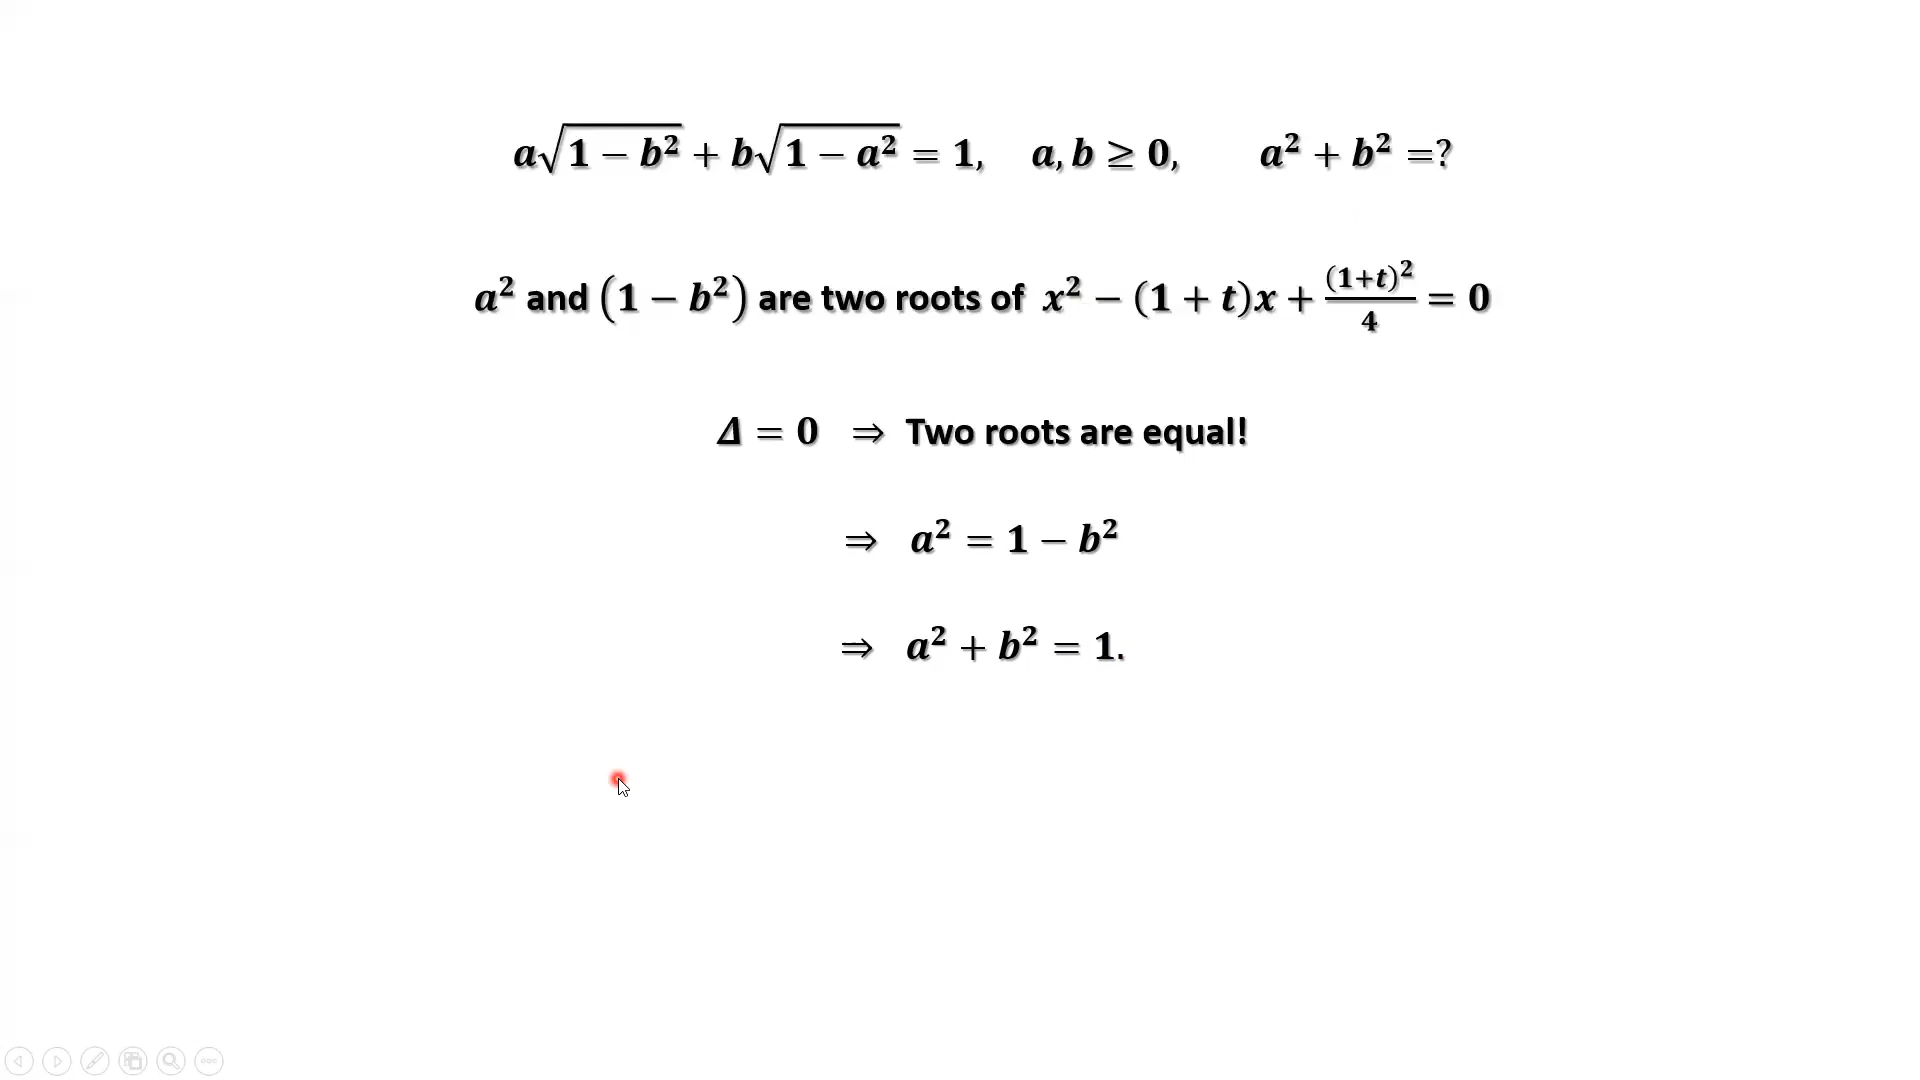 a√(1 − b²) + b√(1 − a²) = 1, a, b ≥ 0, a² + b² =?
a² and (1 − b²) are two roots of x² − (1 + t)x + (1+t)²/4 = 0
Δ = 0 ⇒ Two roots are equal!
⇒ a² = 1 − b²
⇒ a² + b² = 1.